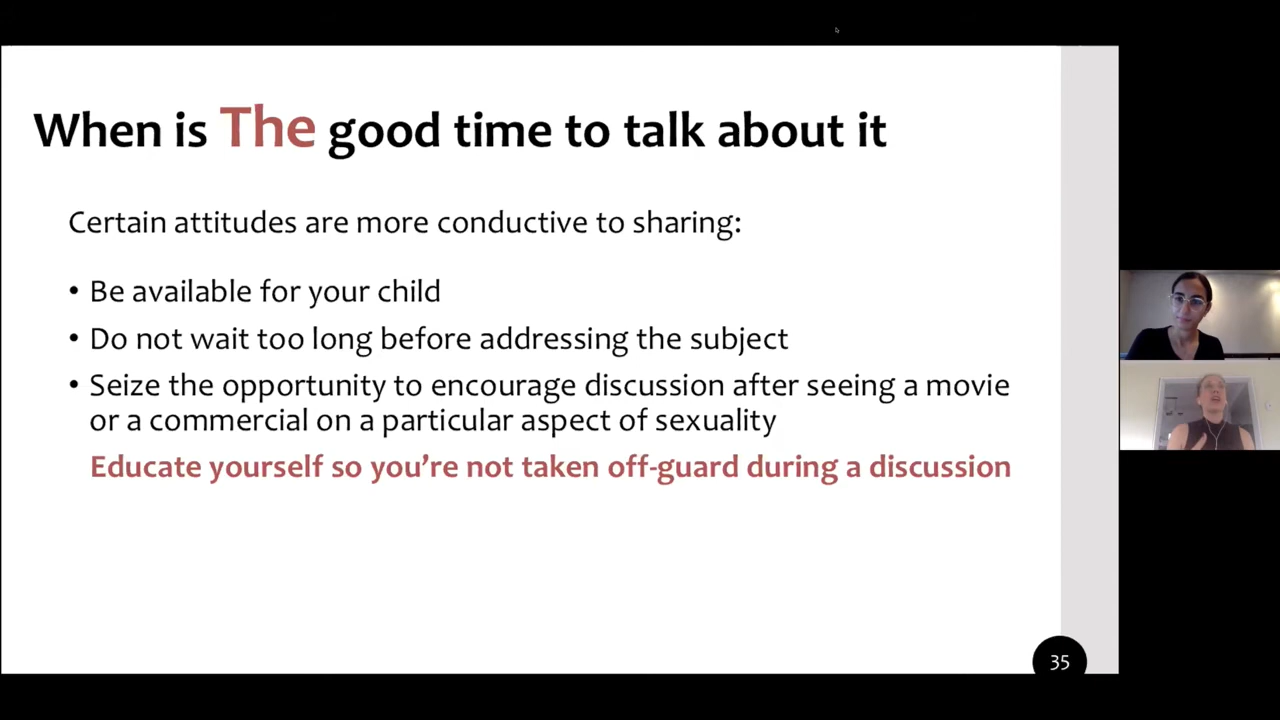 When is The good time to talk about it
Certain attitudes are more conductive to sharing:
• Be available for your child
• Do not wait too long before addressing the subject
• Seize the opportunity to encourage discussion after seeing a movie
or a commercial on a particular aspect of sexuality
Educate yourself so you’re not taken off-guard during a discussion
35